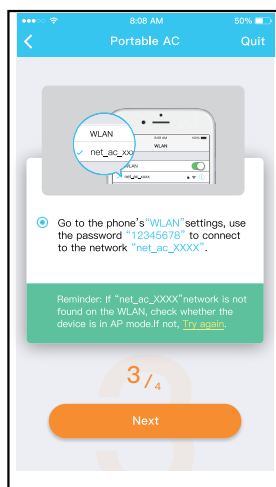 8:08 AM 50%
Portable AC Quit
WLAN
net_ac_xxx
WLAN
WLAN
net_ac_xxxx
Go to the phone's“WLAN”settings, use
the password “12345678” to connect
to the network “net_ac_XXXX”.
Reminder: If “net_ac_XXXX”network is not
found on the WLAN, check whether the
device is in AP mode.If not, Try again.
3/4
Next